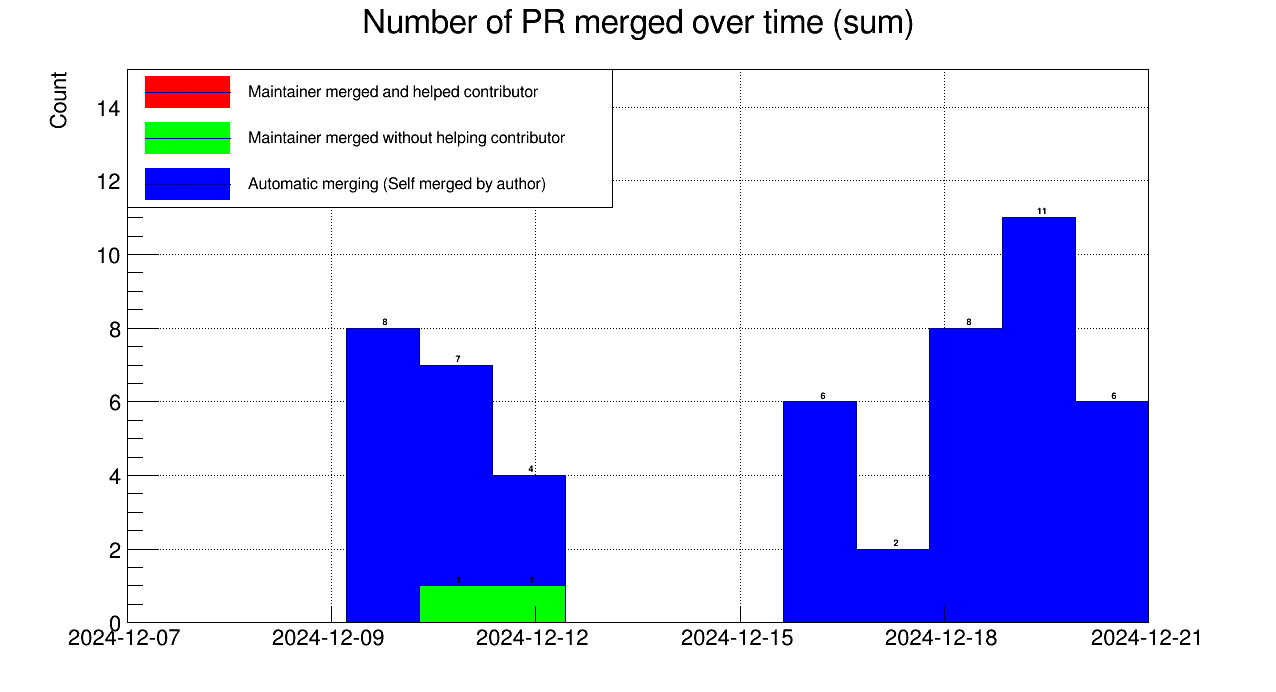 Number of PR merged over time (sum)
Count
Maintainer merged and helped contributor
Maintainer merged without helping contributor
Automatic merging (Self merged by author)
14
12
10
8
6
4
2
0
11
8
8
7
6
6
4
2
1 1
2024-12-07 2024-12-09 2024-12-12 2024-12-15 2024-12-18 2024-12-21